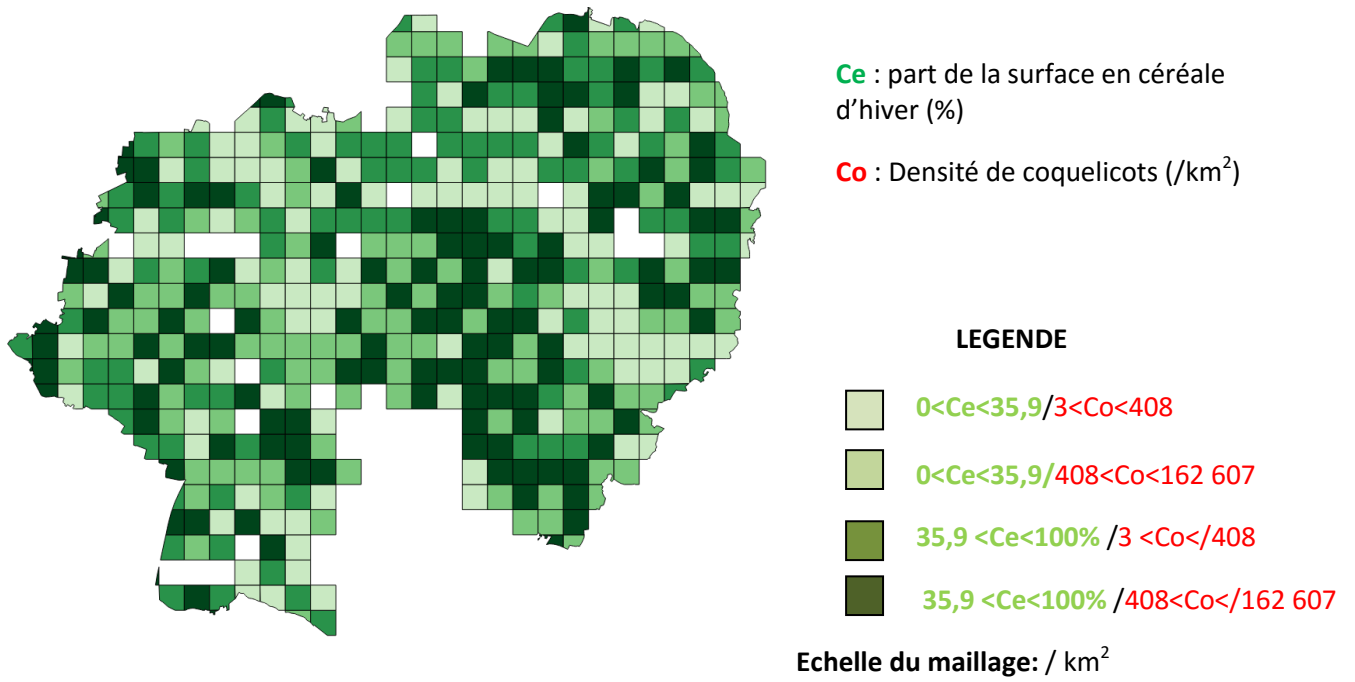 Ce : part de la surface en céréale
d’hiver (%)
Co : Densité de coquelicots (/km²)
LEGENDE
0<Ce<35,9/3<Co<408
0<Ce<35,9/408<Co<162 607
35,9 <Ce<100% /3 <Co</408
35,9 <Ce<100% /408<Co</162 607
Echelle du maillage: / km²